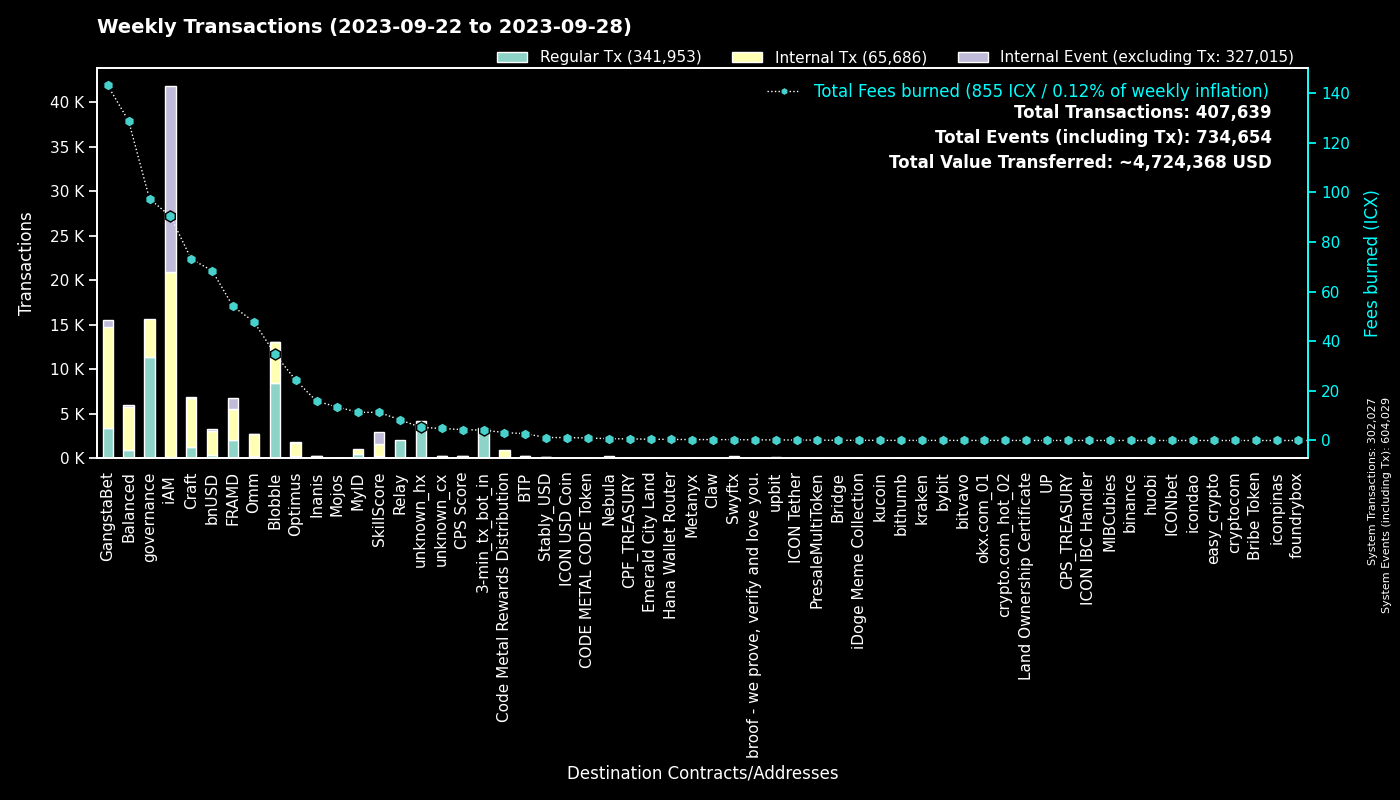 Weekly Transactions (2023-09-22 to 2023-09-28)
Regular Tx (341,953)
Internal Tx (65,686)
Internal Event (excluding Tx: 327,015)
Total Fees burned (855 ICX / 0.12% of weekly inflation)
Total Transactions: 407,639
Total Events (including Tx): 734,654
Total Value Transferred: ~4,724,368 USD
Transactions
40 K
35 K
30 K
25 K
20 K
15 K
10 K
5 K
0 K
140
120
100
80
60
40
20
0
Fees burned (ICX)
System Transactions: 302,027
System Events (including Tx): 604,029
GangstaBet
Balanced
governance
iAM
Craft
bnUSD
FRAMD
Omm
Blobble
Optimus
Inanis
Mojos
MyID
SkillScore
Relay
unknown_hx
unknown_cx
CPS Score
3-min_tx_bot_in
Code Metal Rewards Distribution
BTP
Stably_USD
ICON USD Coin
CODE METAL CODE Token
Nebula
CPF_TREASURY
Emerald City Land
Hana Wallet Router
Metanyx
Claw
Swyftx
broof - we prove, verify and love you.
upbit
ICON Tether
PresaleMultiToken
Bridge
iDoge Meme Collection
kucoin
bithumb
kraken
bybit
bitvavo
okx.com_01
crypto.com_hot_02
Land Ownership Certificate
UP
CPS_TREASURY
ICON IBC Handler
MIBCubies
binance
huobi
ICONbet
icondao
easy_crypto
cryptocom
Bribe Token
iconpinas
foundrybox
Destination Contracts/Addresses